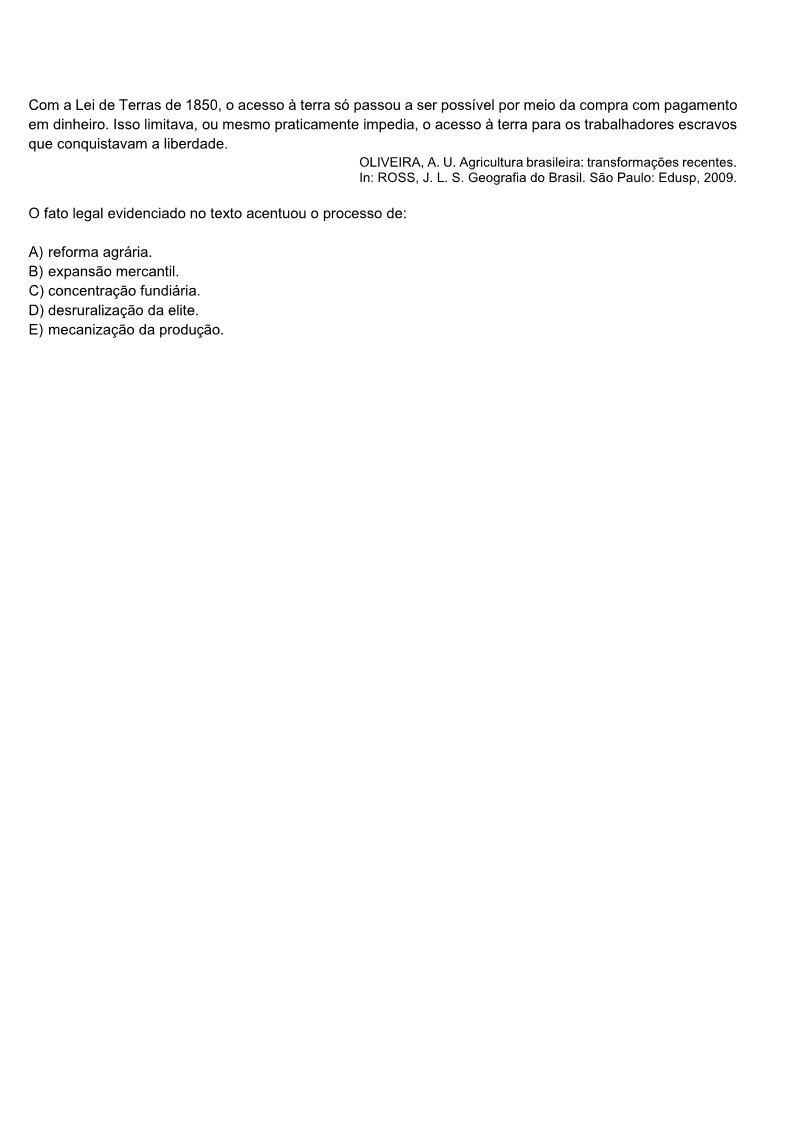 Com a Lei de Terras de 1850, o acesso à terra só passou a ser possível por meio da compra com pagamento
em dinheiro. Isso limitava, ou mesmo praticamente impedia, o acesso à terra para os trabalhadores escravos
que conquistavam a liberdade.
OLIVEIRA, A. U. Agricultura brasileira: transformações recentes.
In: ROSS, J. L. S. Geografia do Brasil. São Paulo: Edusp, 2009.
O fato legal evidenciado no texto acentuou o processo de:
A) reforma agrária.
B) expansão mercantil.
C) concentração fundiária.
D) desruralização da elite.
E) mecanização da produção.